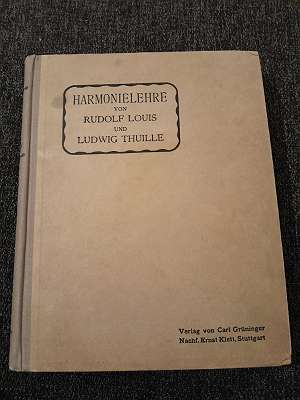 HARMONIELEHRE
VON
RUDOLF LOUIS
UND
LUDWIG THUILLE
Verlag von Carl Grüninger
Nachf. Ernst Klett, Stuttgart